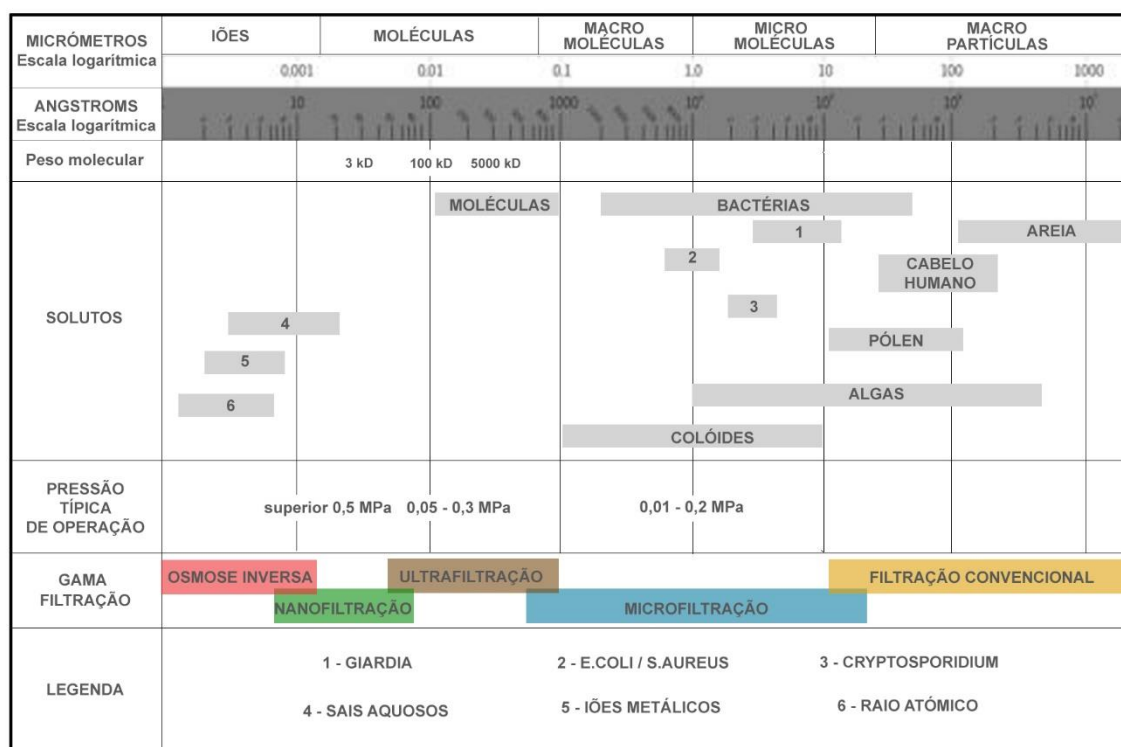 MICRÓMETROS
Escala logarítmica
IÕES
MOLÉCULAS
MACRO
MOLÉCULAS
MICRO
MOLÉCULAS
MACRO
PARTÍCULAS
0.001 0.01 0.1 1.0 10 100 1000
ANGSTROMS
Escala logarítmica
10 100 1000
Peso molecular
3 kD 100 kD 5000 kD
SOLUTOS
MOLÉCULAS
BACTÉRIAS
1
AREIA
2
CABELO
HUMANO
3
4
PÓLEN
5
ALGAS
6
COLÓIDES
PRESSÃO
TÍPICA
DE OPERAÇÃO
superior 0,5 MPa 0,05 - 0,3 MPa 0,01 - 0,2 MPa
GAMA
FILTRAÇÃO
OSMOSE INVERSA
ULTRAFILTRAÇÃO
FILTRAÇÃO CONVENCIONAL
NANOFILTRAÇÃO
MICROFILTRAÇÃO
LEGENDA
1 - GIARDIA
2 - E.COLI / S.AUREUS
3 - CRYPTOSPORIDIUM
4 - SAIS AQUOSOS
5 - IÕES METÁLICOS
6 - RAIO ATÓMICO